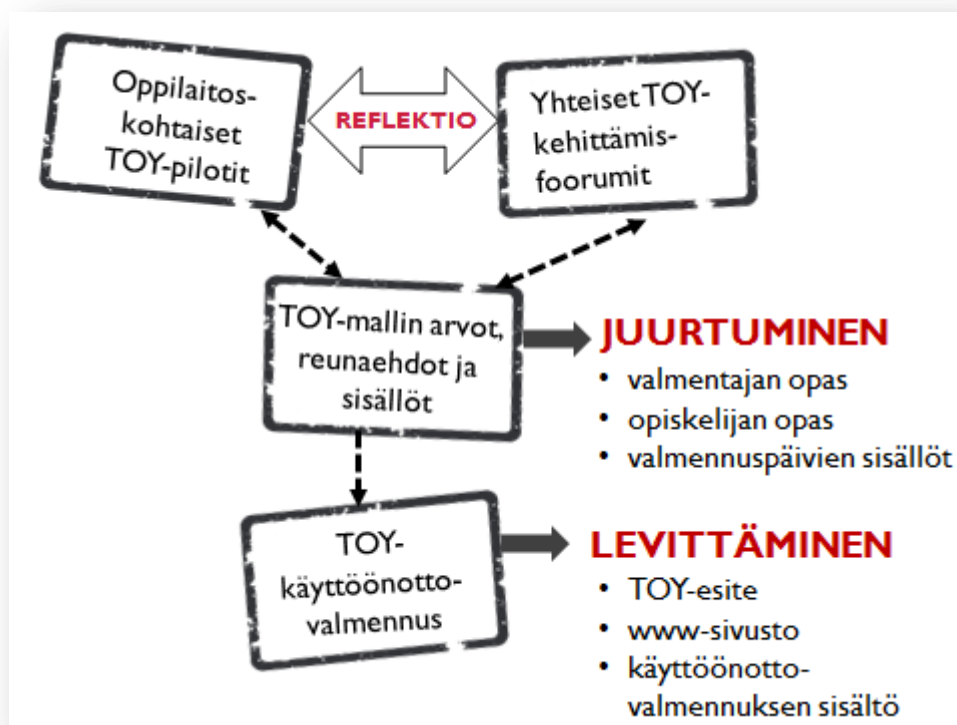 Oppilaitos-
kohtaiset
TOY-pilotit
REFLEKTIO
Yhteiset TOY-
kehittämis-
foorumit
TOY-mallin arvot,
reunaehdot ja
sisällöt
JUURTUMINEN
• valmentajan opas
• opiskelijan opas
• valmennuspäivien sisällöt
TOY-
käyttöönotto-
valmennus
LEVITTÄMINEN
• TOY-esite
• www-sivusto
• käyttöönotto-
valmennuksen sisältö